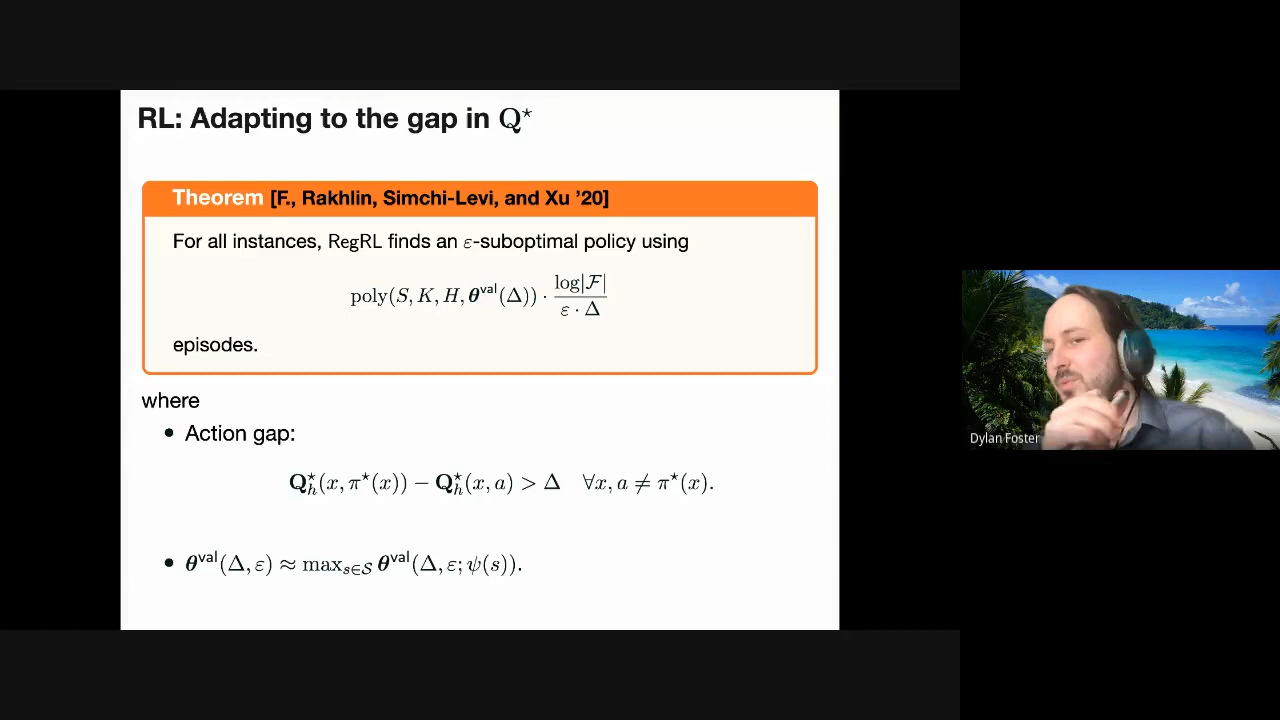 RL: Adapting to the gap in Q⋆
Theorem [F., Rakhlin, Simchi-Levi, and Xu ’20]
For all instances, RegRL finds an ε-suboptimal policy using
poly(S, K, H, θ^val(Δ)) · log|F| / (ε · Δ)
episodes.
where
• Action gap:
Q⋆_h(x, π⋆(x)) − Q⋆_h(x, a) > Δ ∀x, a ≠ π⋆(x).
• θ^val(Δ, ε) ≈ max_{s∈S} θ^val(Δ, ε; ψ(s)).
Dylan Foster